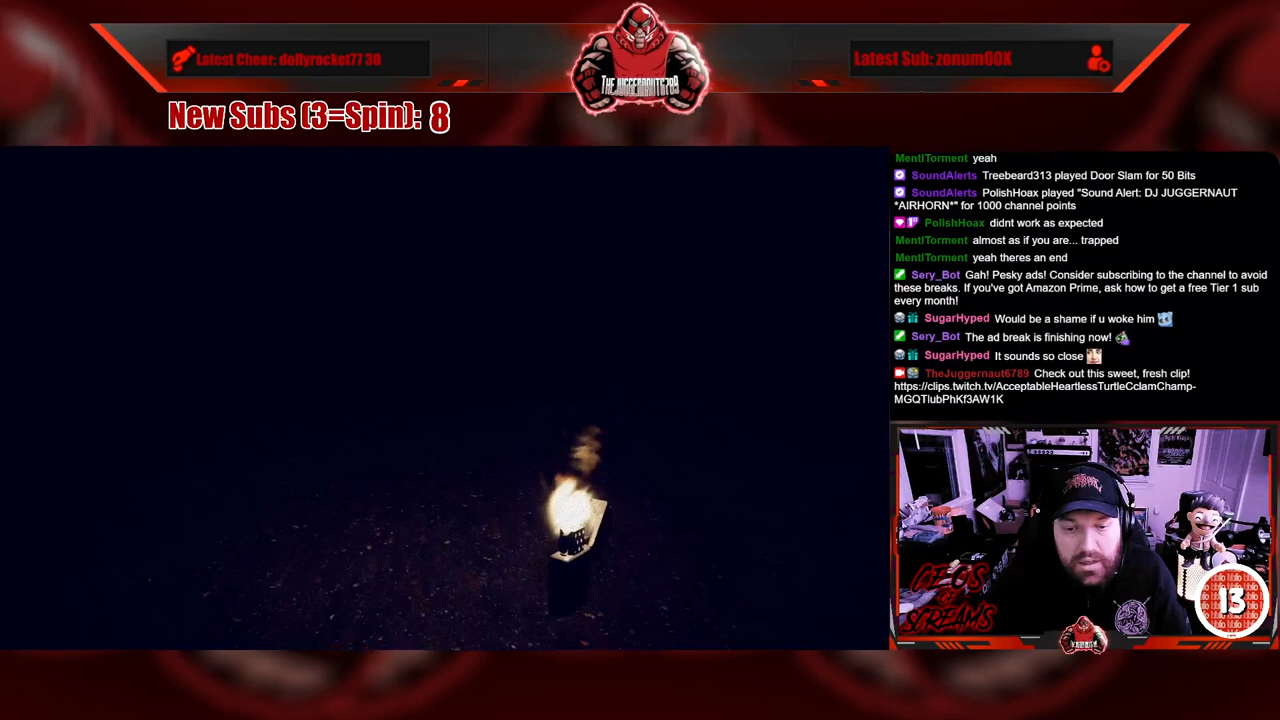 Latest Cheer: dollyrocket77 30
THEJUGGERNAUT6789
Latest Sub: zonum00X
New Subs (3=Spin): 8
MentlTorment yeah
SoundAlerts Treebeard313 played Door Slam for 50 Bits
SoundAlerts PolishHoax played "Sound Alert: DJ JUGGERNAUT
*AIRHORN*" for 1000 channel points
PolishHoax didnt work as expected
MentlTorment almost as if you are... trapped
MentlTorment yeah theres an end
Sery_Bot Gah! Pesky ads! Consider subscribing to the channel to avoid
these breaks. If you've got Amazon Prime, ask how to get a free Tier 1 sub
every month!
SugarHyped Would be a shame if u woke him
Sery_Bot The ad break is finishing now!
SugarHyped It sounds so close
TheJuggernaut6789 Check out this sweet, fresh clip!
https://clips.twitch.tv/AcceptableHeartlessTurtleCclamChamp-
MGQTlubPhKf3AW1K
SCREAMS
13